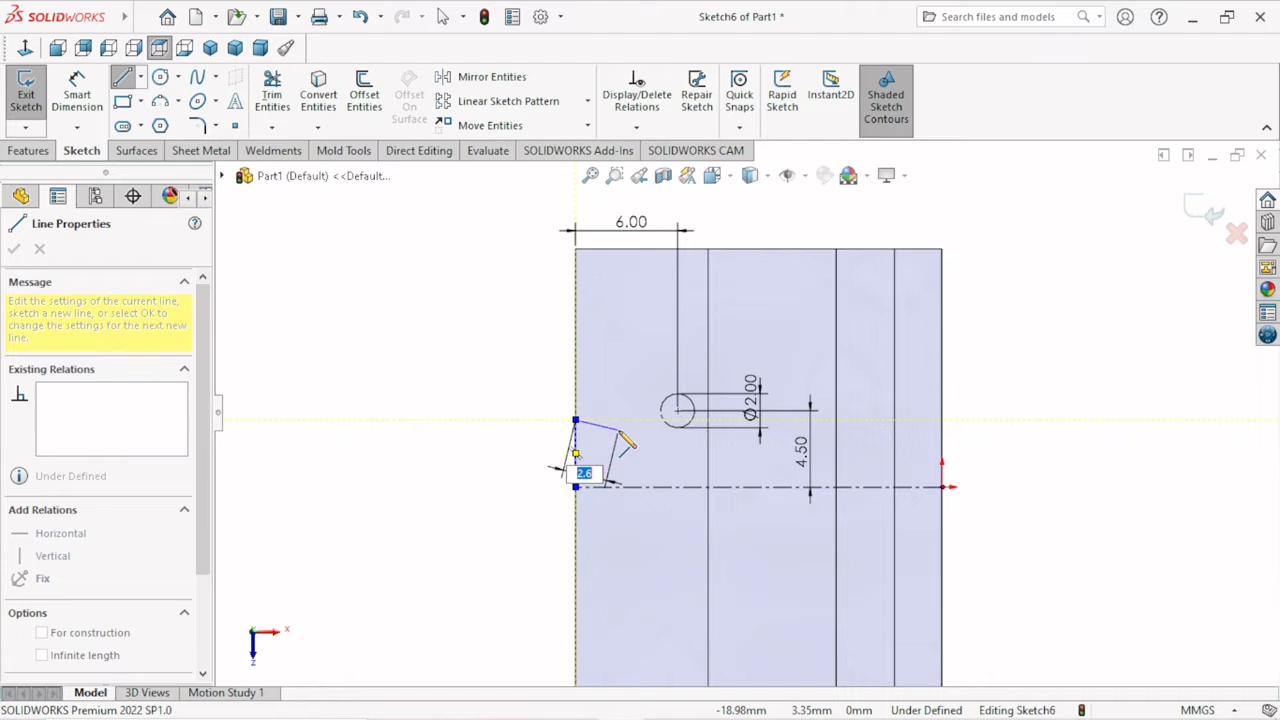 SOLIDWORKS
Sketch6 of Part1 *
Search files and models
Exit Sketch
Smart Dimension
Trim Entities
Convert Entities
Offset Entities
Offset On Surface
Mirror Entities
Linear Sketch Pattern
Move Entities
Display/Delete Relations
Repair Sketch
Quick Snaps
Rapid Sketch
Instant2D
Shaded Sketch Contours
Features
Sketch
Surfaces
Sheet Metal
Weldments
Mold Tools
Direct Editing
Evaluate
SOLIDWORKS Add-Ins
SOLIDWORKS CAM
Part1 (Default) <<Default...
Line Properties
Message
Edit the settings of the current line,
sketch a new line, or select OK to
change the settings for the next new
line.
Existing Relations
Under Defined
Add Relations
Horizontal
Vertical
Fix
Options
For construction
Infinite length
6.00
Ø2.00
4.50
2.6
x
z
Model
3D Views
Motion Study 1
SOLIDWORKS Premium 2022 SP1.0
-18.98mm
3.35mm
0mm
Under Defined
Editing Sketch6
MMGS